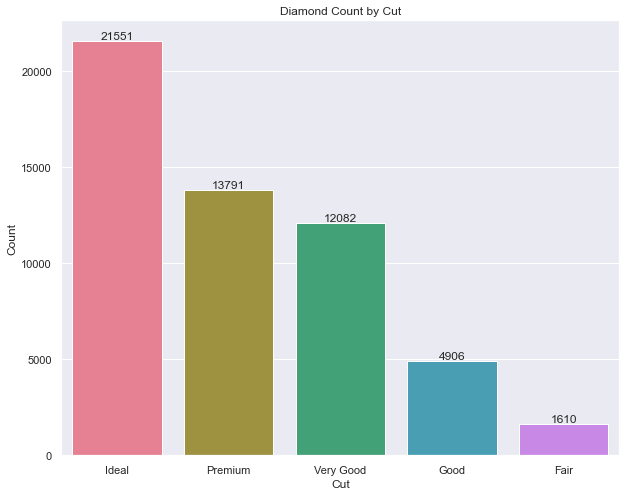 Diamond Count by Cut
21551
20000
13791
15000
12082
Count
10000
4906
5000
1610
0
Ideal Premium Very Good Good Fair
Cut